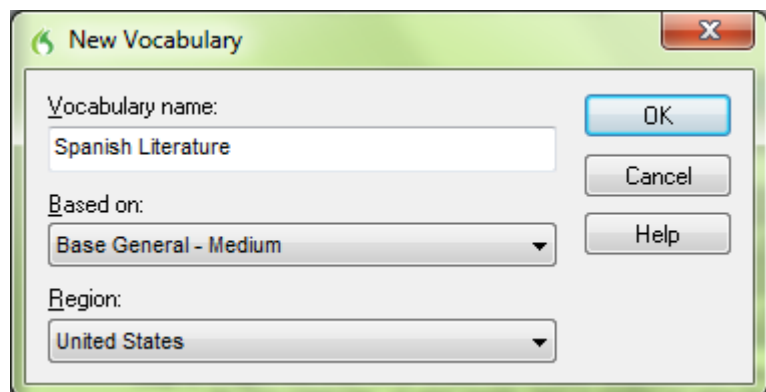 New Vocabulary
Vocabulary name:
Spanish Literature
Based on:
Base General - Medium
Region:
United States
OK
Cancel
Help